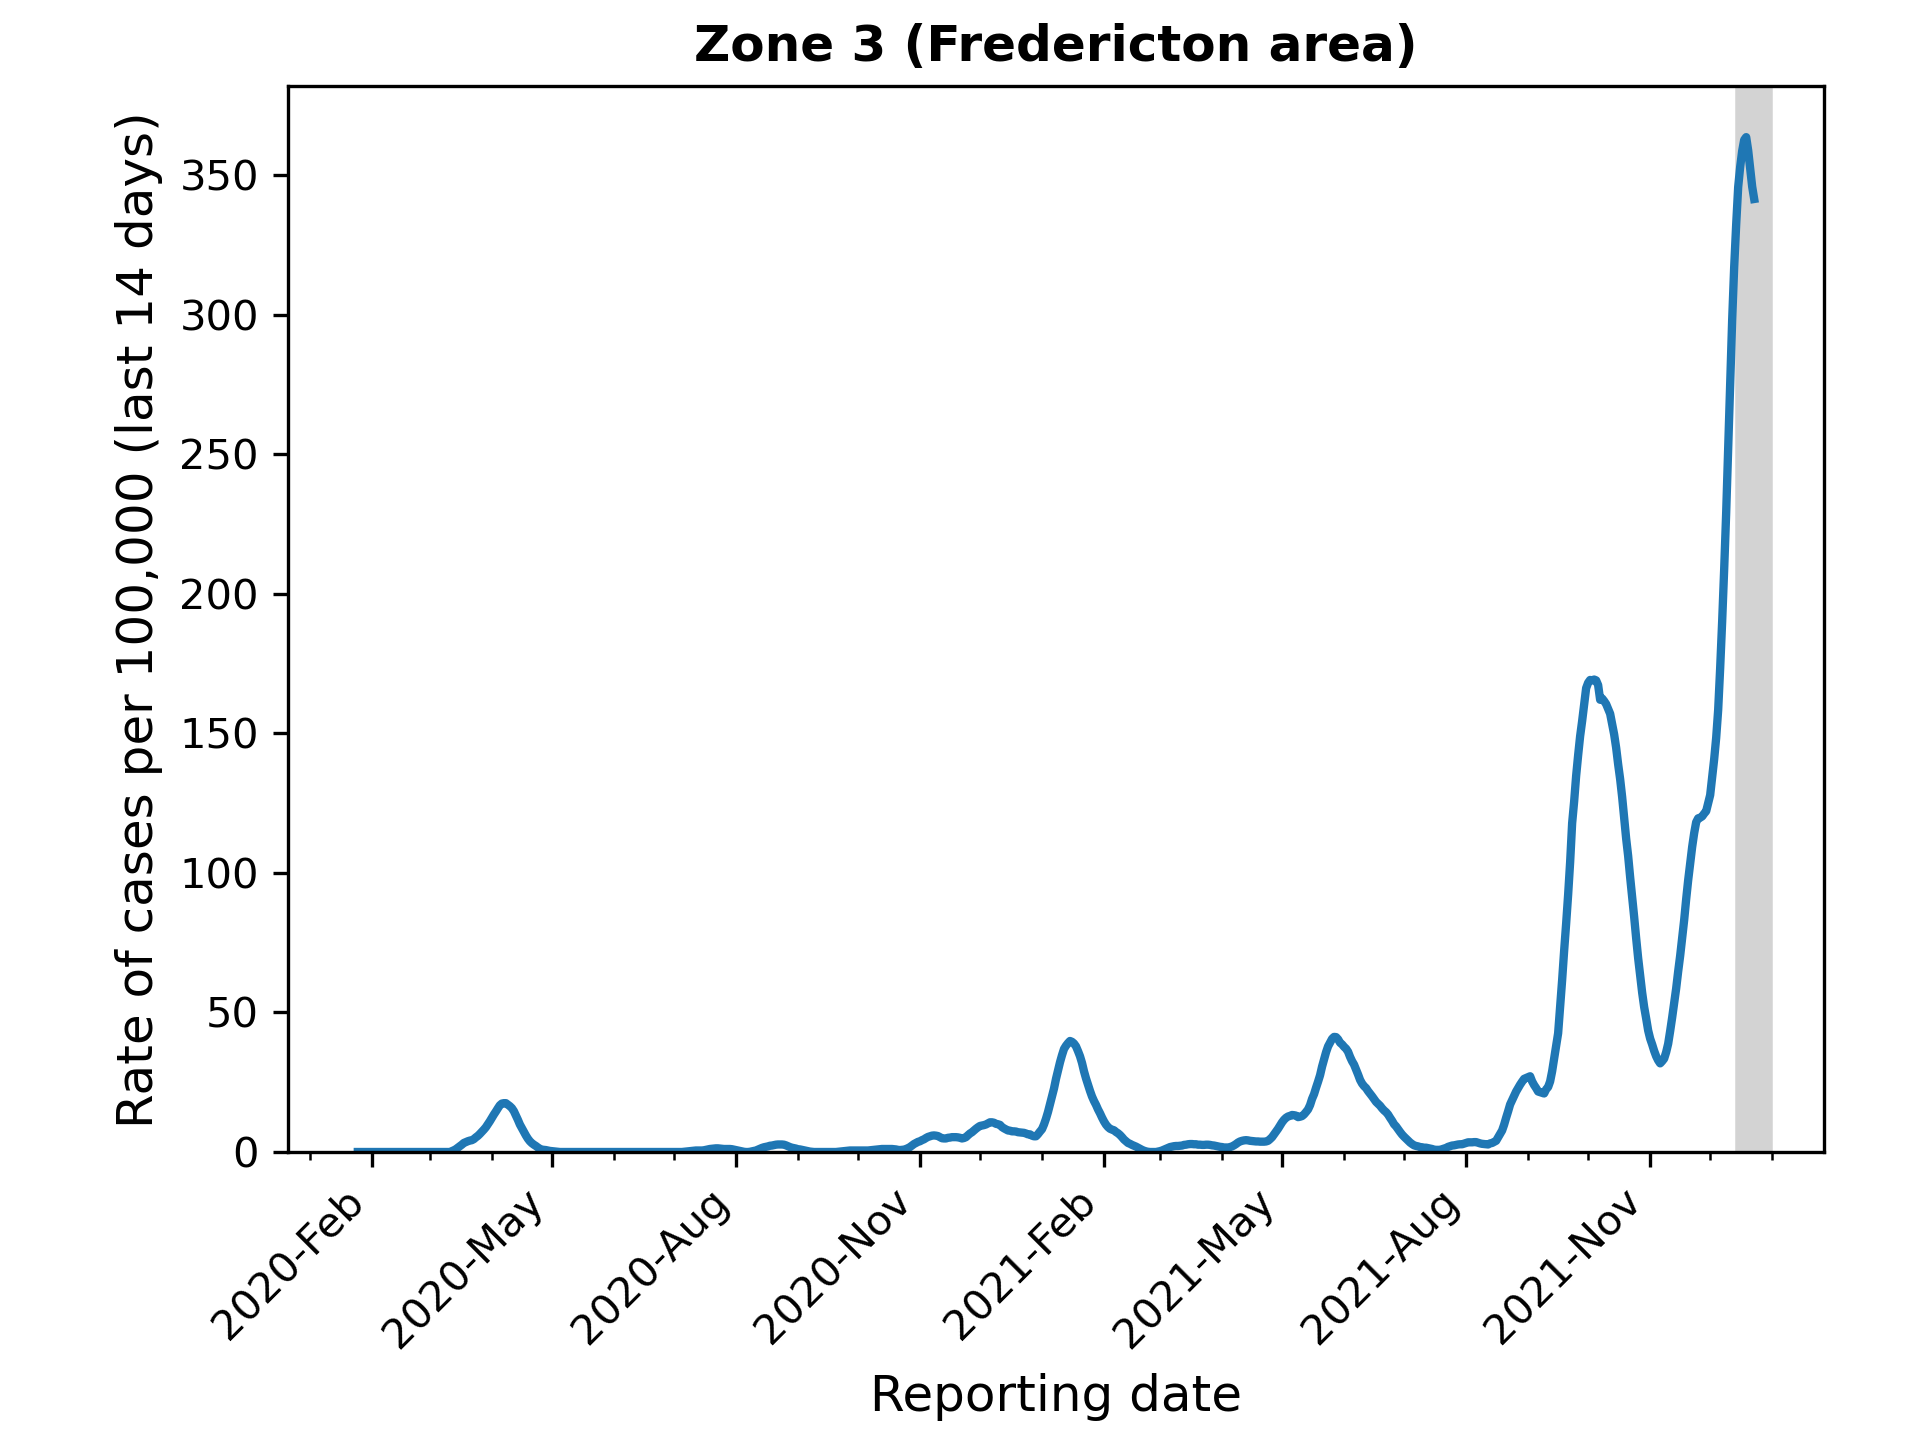 Zone 3 (Fredericton area)
Rate of cases per 100,000 (last 14 days)
350
300
250
200
150
100
50
0
2020-Feb
2020-May
2020-Aug
2020-Nov
2021-Feb
2021-May
2021-Aug
2021-Nov
Reporting date